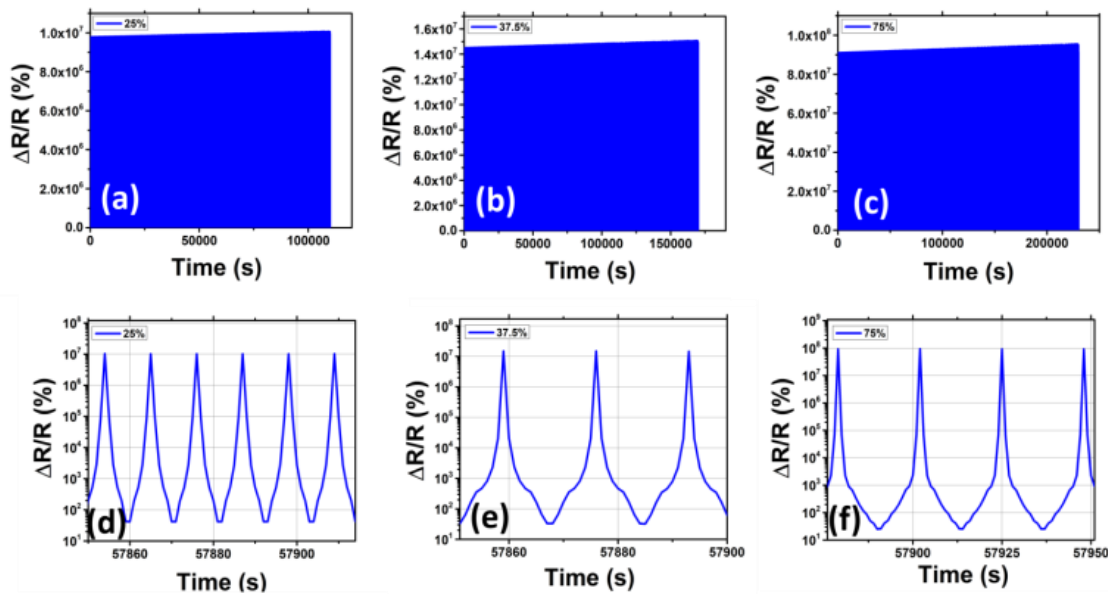 25%
1.0x10⁷
8.0x10⁶
6.0x10⁶
4.0x10⁶
2.0x10⁶
0.0
ΔR/R (%)
(a)
0 50000 100000
Time (s)
37.5%
1.6x10⁷
1.4x10⁷
1.2x10⁷
1.0x10⁷
8.0x10⁶
6.0x10⁶
4.0x10⁶
2.0x10⁶
0.0
ΔR/R (%)
(b)
0 50000 100000 150000
Time (s)
75%
1.0x10⁸
8.0x10⁷
6.0x10⁷
4.0x10⁷
2.0x10⁷
0.0
ΔR/R (%)
(c)
0 100000 200000
Time (s)
25%
10⁸
10⁷
10⁶
10⁵
10⁴
10³
10²
10¹
ΔR/R (%)
(d)
57860 57880 57900
Time (s)
37.5%
10⁸
10⁷
10⁶
10⁵
10⁴
10³
10²
10¹
ΔR/R (%)
(e)
57860 57880 57900
Time (s)
75%
10⁹
10⁸
10⁷
10⁶
10⁵
10⁴
10³
10²
10¹
ΔR/R (%)
(f)
57900 57925 57950
Time (s)